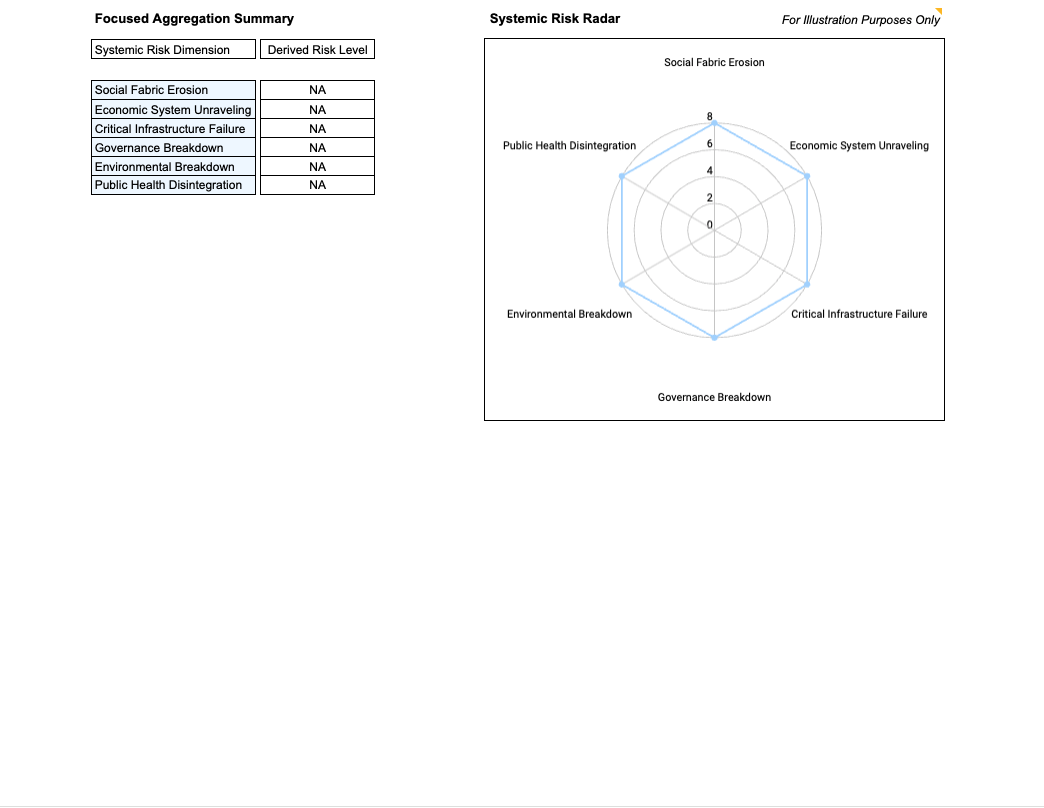 Focused Aggregation Summary
Systemic Risk Dimension Derived Risk Level
Social Fabric Erosion NA
Economic System Unraveling NA
Critical Infrastructure Failure NA
Governance Breakdown NA
Environmental Breakdown NA
Public Health Disintegration NA
Systemic Risk Radar For Illustration Purposes Only
Social Fabric Erosion
8
Public Health Disintegration 6 Economic System Unraveling
4
2
0
Environmental Breakdown Critical Infrastructure Failure
Governance Breakdown